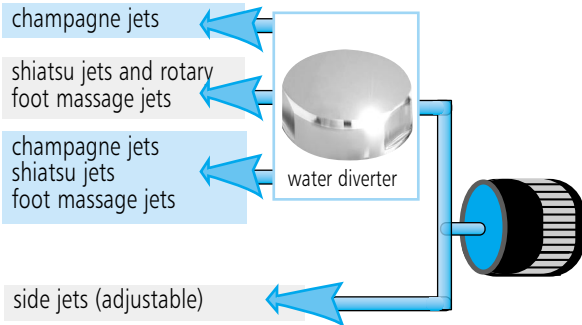 champagne jets
shiatsu jets and rotary
foot massage jets
champagne jets
shiatsu jets
foot massage jets
water diverter
side jets (adjustable)